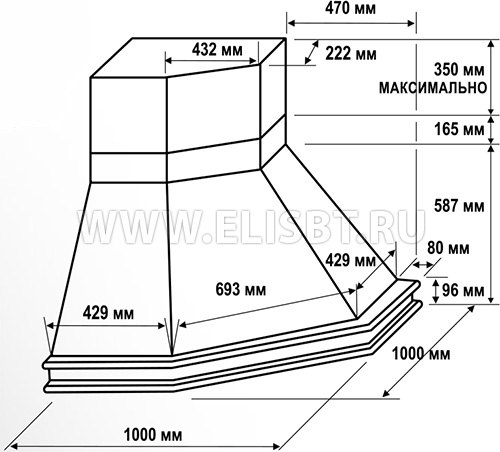 470 мм
432 мм
222 мм
350 мм
МАКСИМАЛЬНО
165 мм
587 мм
WWW.ELISBT.RU
80 мм
429 мм
693 мм
96 мм
429 мм
1000 мм
1000 мм